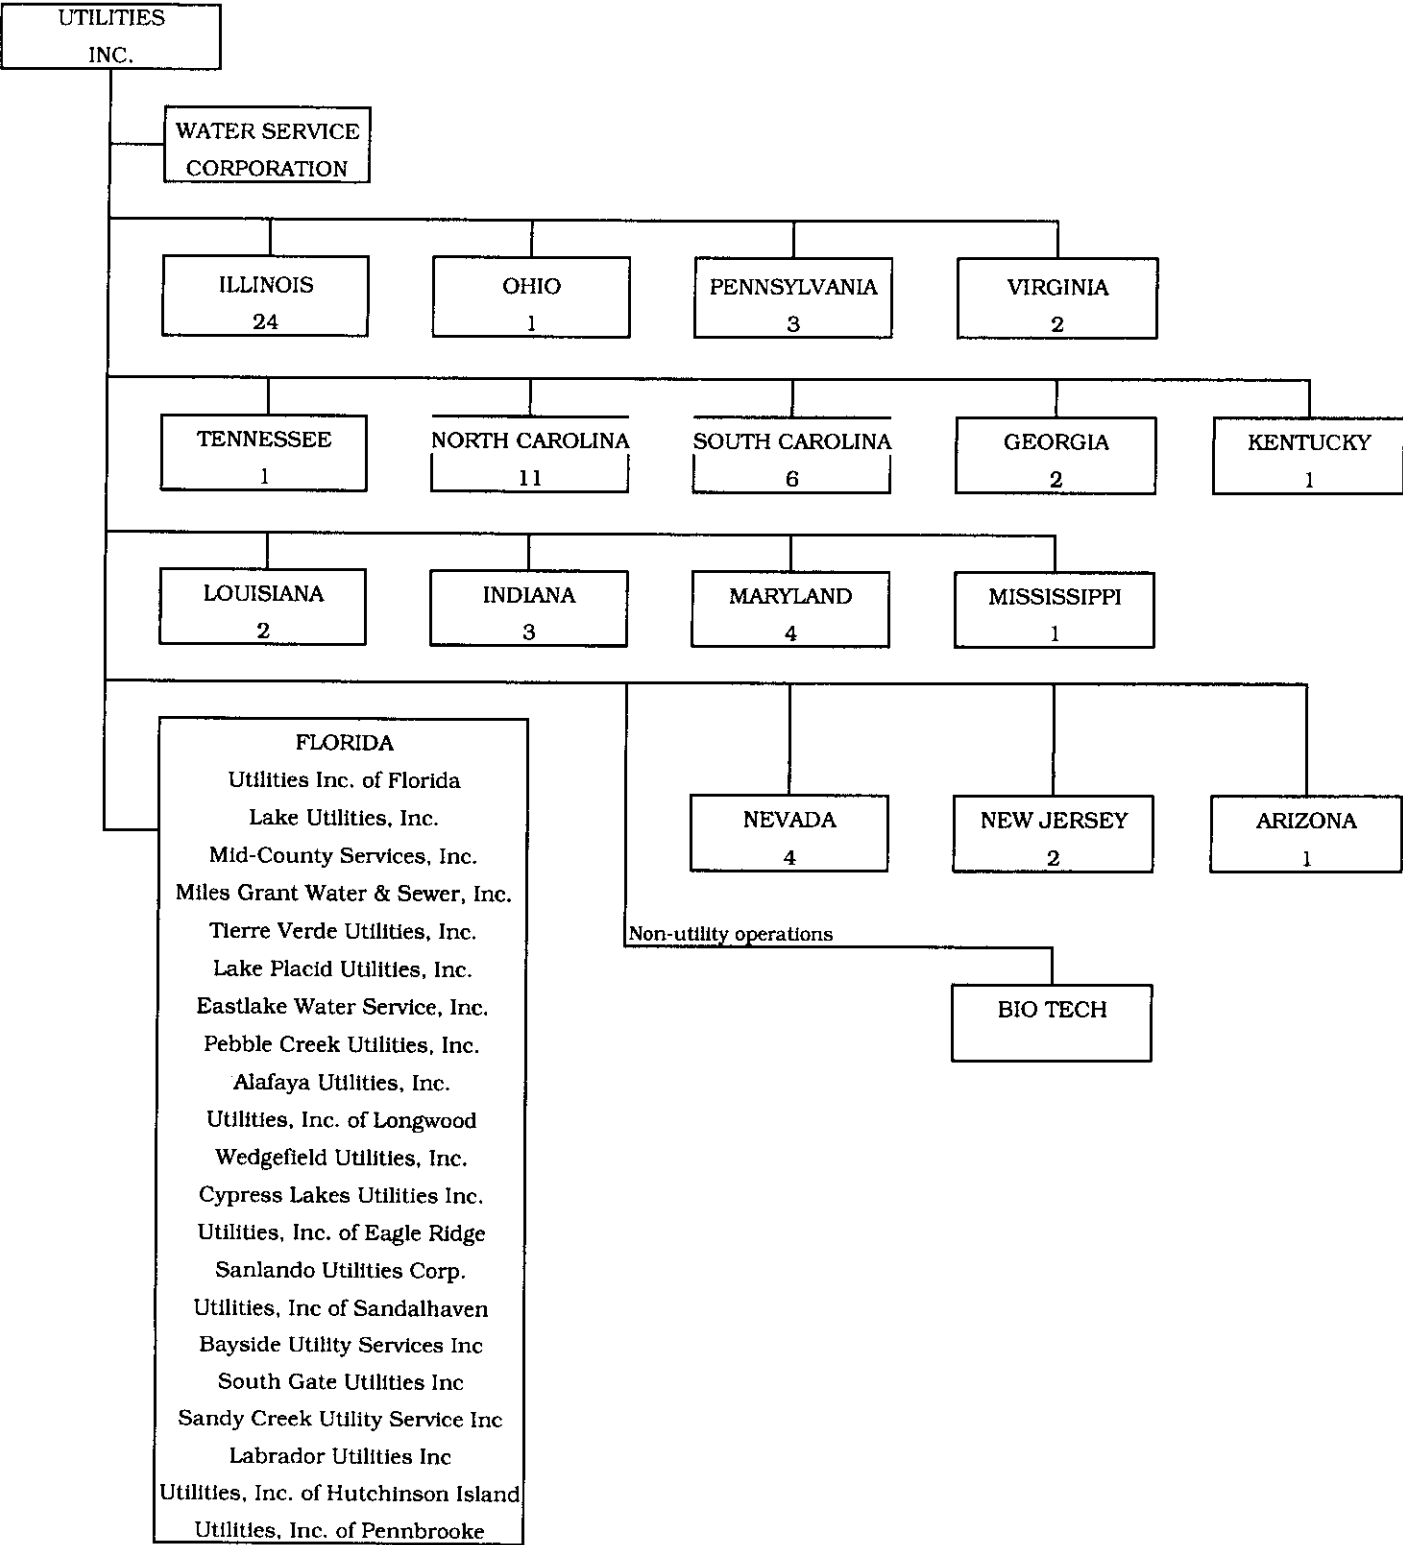 UTILITIES
INC.
WATER SERVICE
CORPORATION
ILLINOIS
24
OHIO
1
PENNSYLVANIA
3
VIRGINIA
2
TENNESSEE
1
NORTH CAROLINA
11
SOUTH CAROLINA
6
GEORGIA
2
KENTUCKY
1
LOUISIANA
2
INDIANA
3
MARYLAND
4
MISSISSIPPI
1
FLORIDA
Utilities Inc. of Florida
Lake Utilities, Inc.
Mid-County Services, Inc.
Miles Grant Water & Sewer, Inc.
Tierre Verde Utilities, Inc.
Lake Placid Utilities, Inc.
Eastlake Water Service, Inc.
Pebble Creek Utilities, Inc.
Alafaya Utilities, Inc.
Utilities, Inc. of Longwood
Wedgefield Utilities, Inc.
Cypress Lakes Utilities Inc.
Utilities, Inc. of Eagle Ridge
Sanlando Utilities Corp.
Utilities, Inc of Sandalhaven
Bayside Utility Services Inc
South Gate Utilities Inc
Sandy Creek Utility Service Inc
Labrador Utilities Inc
Utilities, Inc. of Hutchinson Island
Utilities, Inc. of Pennbrooke
NEVADA
4
NEW JERSEY
2
ARIZONA
1
Non-utility operations
BIO TECH